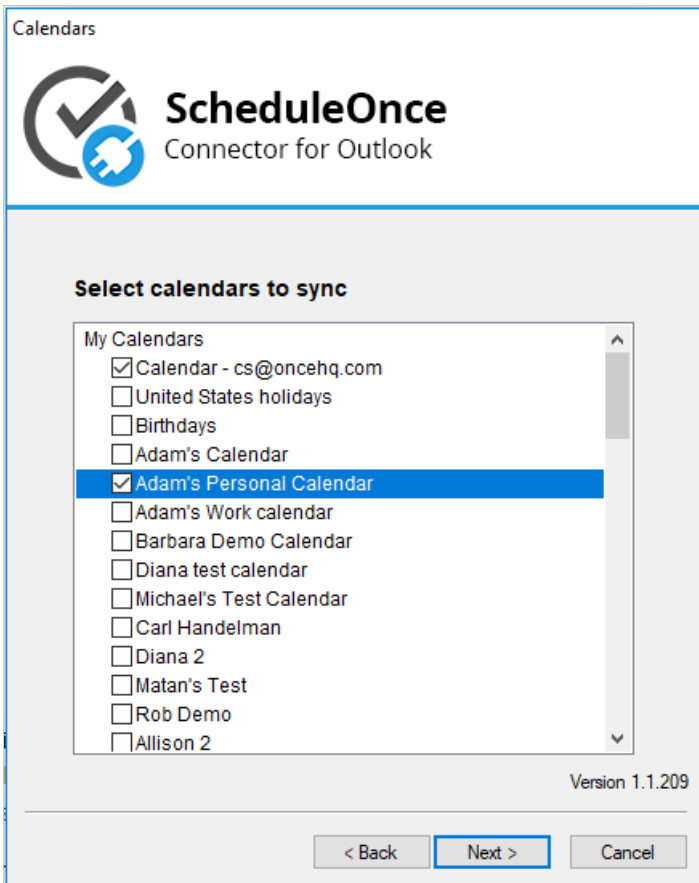 Calendars
ScheduleOnce
Connector for Outlook
Select calendars to sync
My Calendars
Calendar - cs@oncehq.com
United States holidays
Birthdays
Adam's Calendar
Adam's Personal Calendar
Adam's Work calendar
Barbara Demo Calendar
Diana test calendar
Michael's Test Calendar
Carl Handelman
Diana 2
Matan's Test
Rob Demo
Allison 2
Version 1.1.209
< Back Next > Cancel